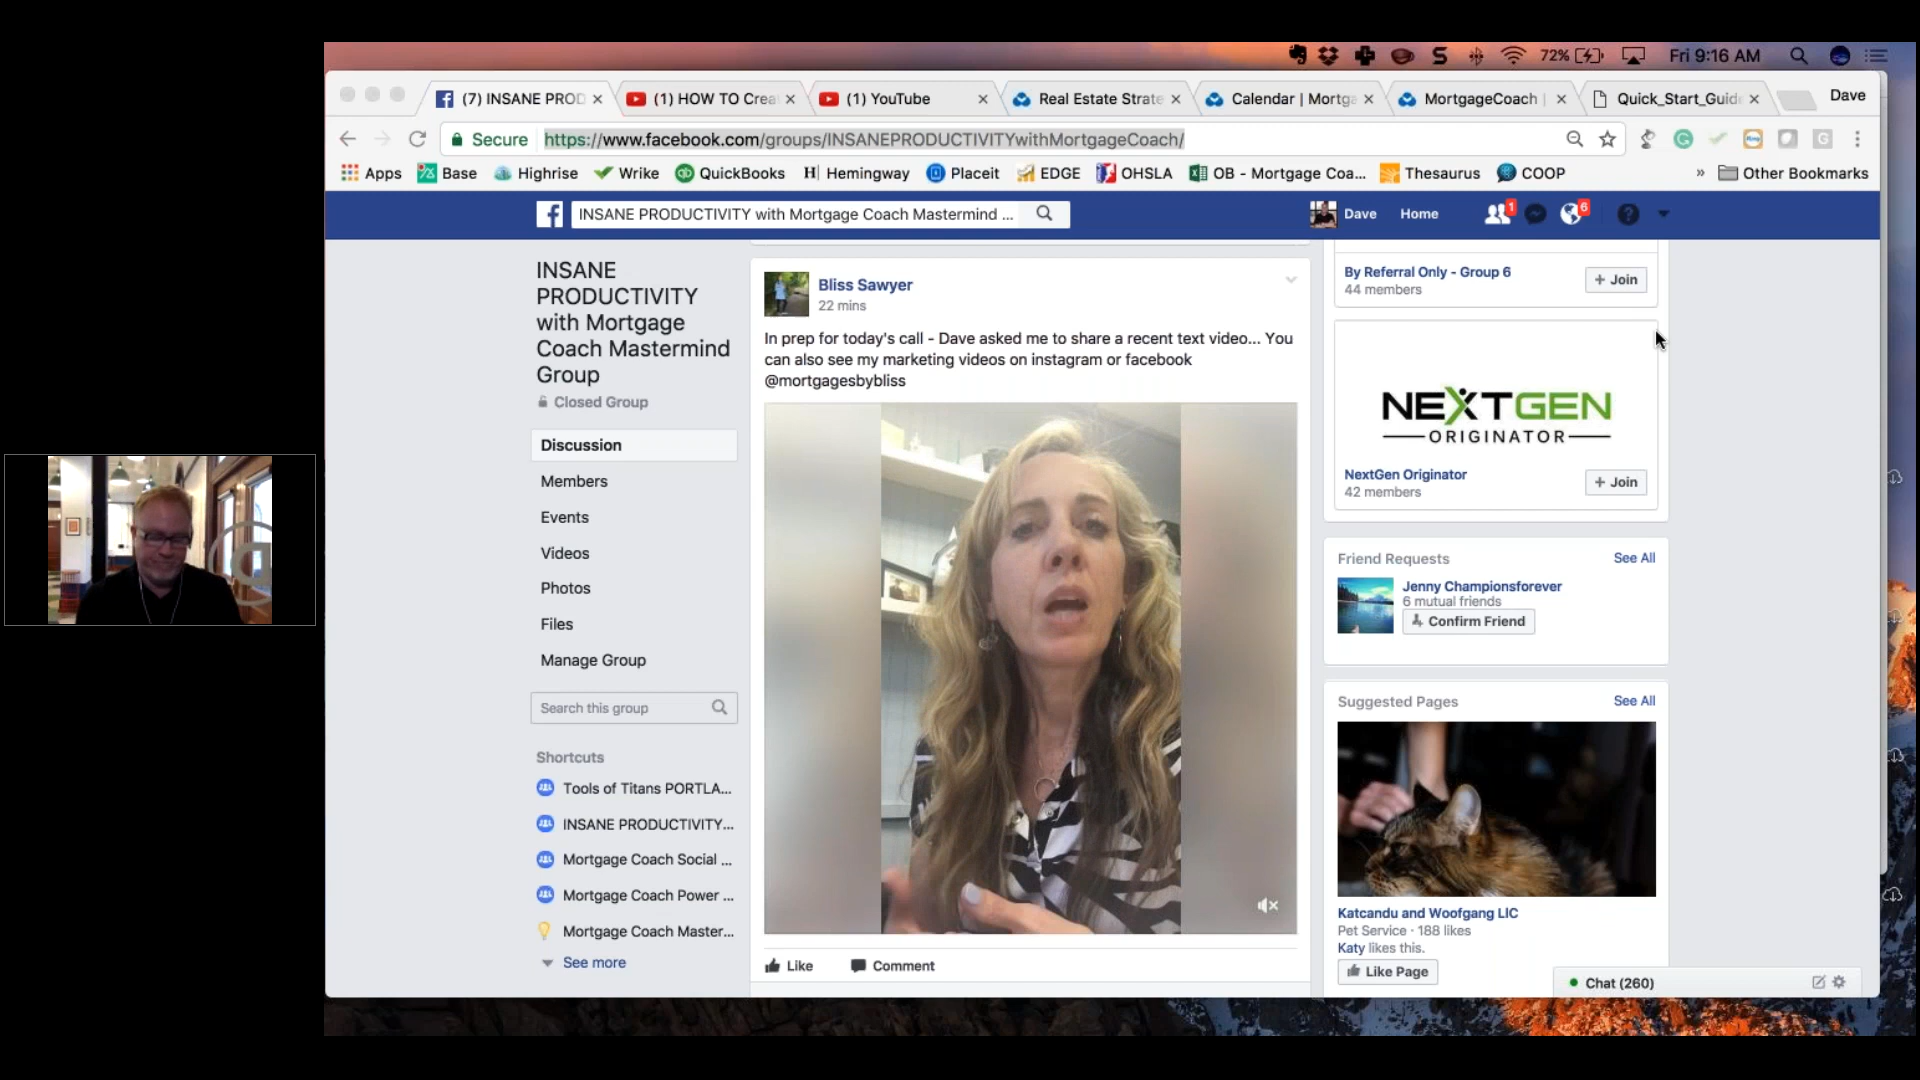 72%
Fri 9:16 AM
(7) INSANE PROD
(1) HOW TO Crea
(1) YouTube
Real Estate Strate
Calendar | Mortga
MortgageCoach |
Quick_Start_Guid
Dave
Secure
https://www.facebook.com/groups/INSANEPRODUCTIVITYwithMortgageCoach/
Apps
Base
Highrise
Wrike
QuickBooks
Hemingway
Placeit
EDGE
OHSLA
OB - Mortgage Coa...
Thesaurus
COOP
»
Other Bookmarks
INSANE PRODUCTIVITY with Mortgage Coach Mastermind ...
Dave
Home
1
6
INSANE
PRODUCTIVITY
with Mortgage
Coach Mastermind
Group
Closed Group
Discussion
Members
Events
Videos
Photos
Files
Manage Group
Search this group
Shortcuts
Tools of Titans PORTLA...
INSANE PRODUCTIVITY...
Mortgage Coach Social ...
Mortgage Coach Power ...
Mortgage Coach Master...
See more
Bliss Sawyer
22 mins
In prep for today's call - Dave asked me to share a recent text video... You
can also see my marketing videos on instagram or facebook
@mortgagesbybliss
Like
Comment
By Referral Only - Group 6
44 members
+ Join
NEXTGEN
ORIGINATOR
NextGen Originator
42 members
+ Join
Friend Requests
See All
Jenny Championsforever
6 mutual friends
Confirm Friend
Suggested Pages
See All
Katcandu and Woofgang LlC
Pet Service · 188 likes
Katy likes this.
Like Page
Chat (260)